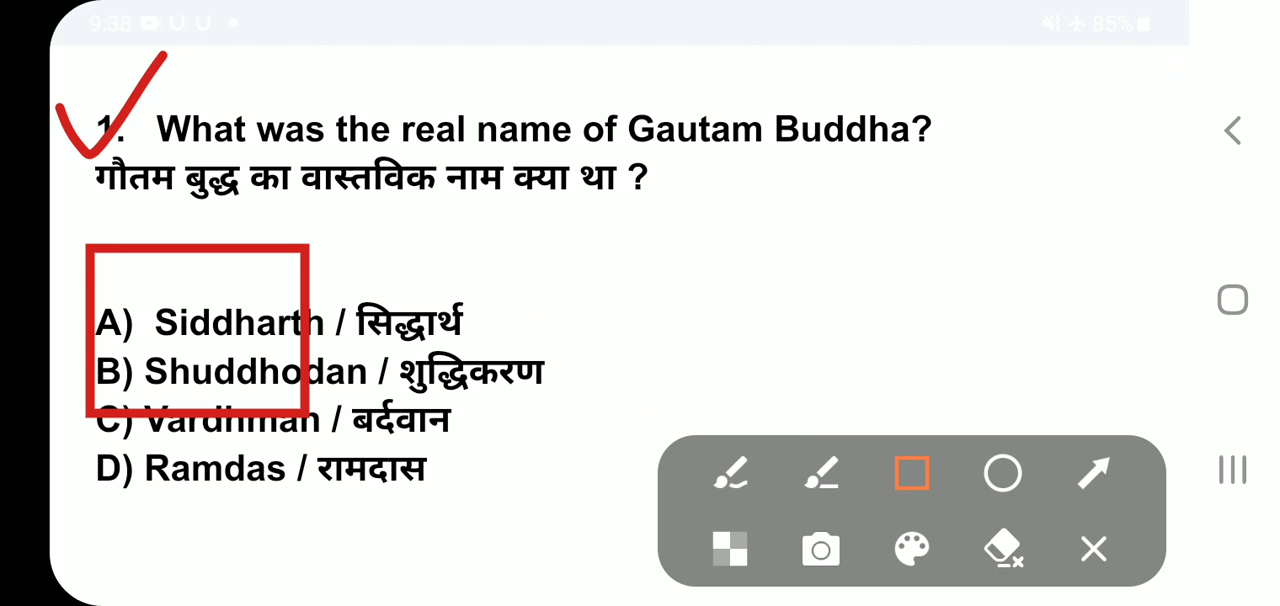 9:38
85%
1. What was the real name of Gautam Buddha?
गौतम बुद्ध का वास्तविक नाम क्या था ?
A) Siddharth / सिद्धार्थ
B) Shuddhodan / शुद्धिकरण
C) Vardhman / बर्दवान
D) Ramdas / रामदास